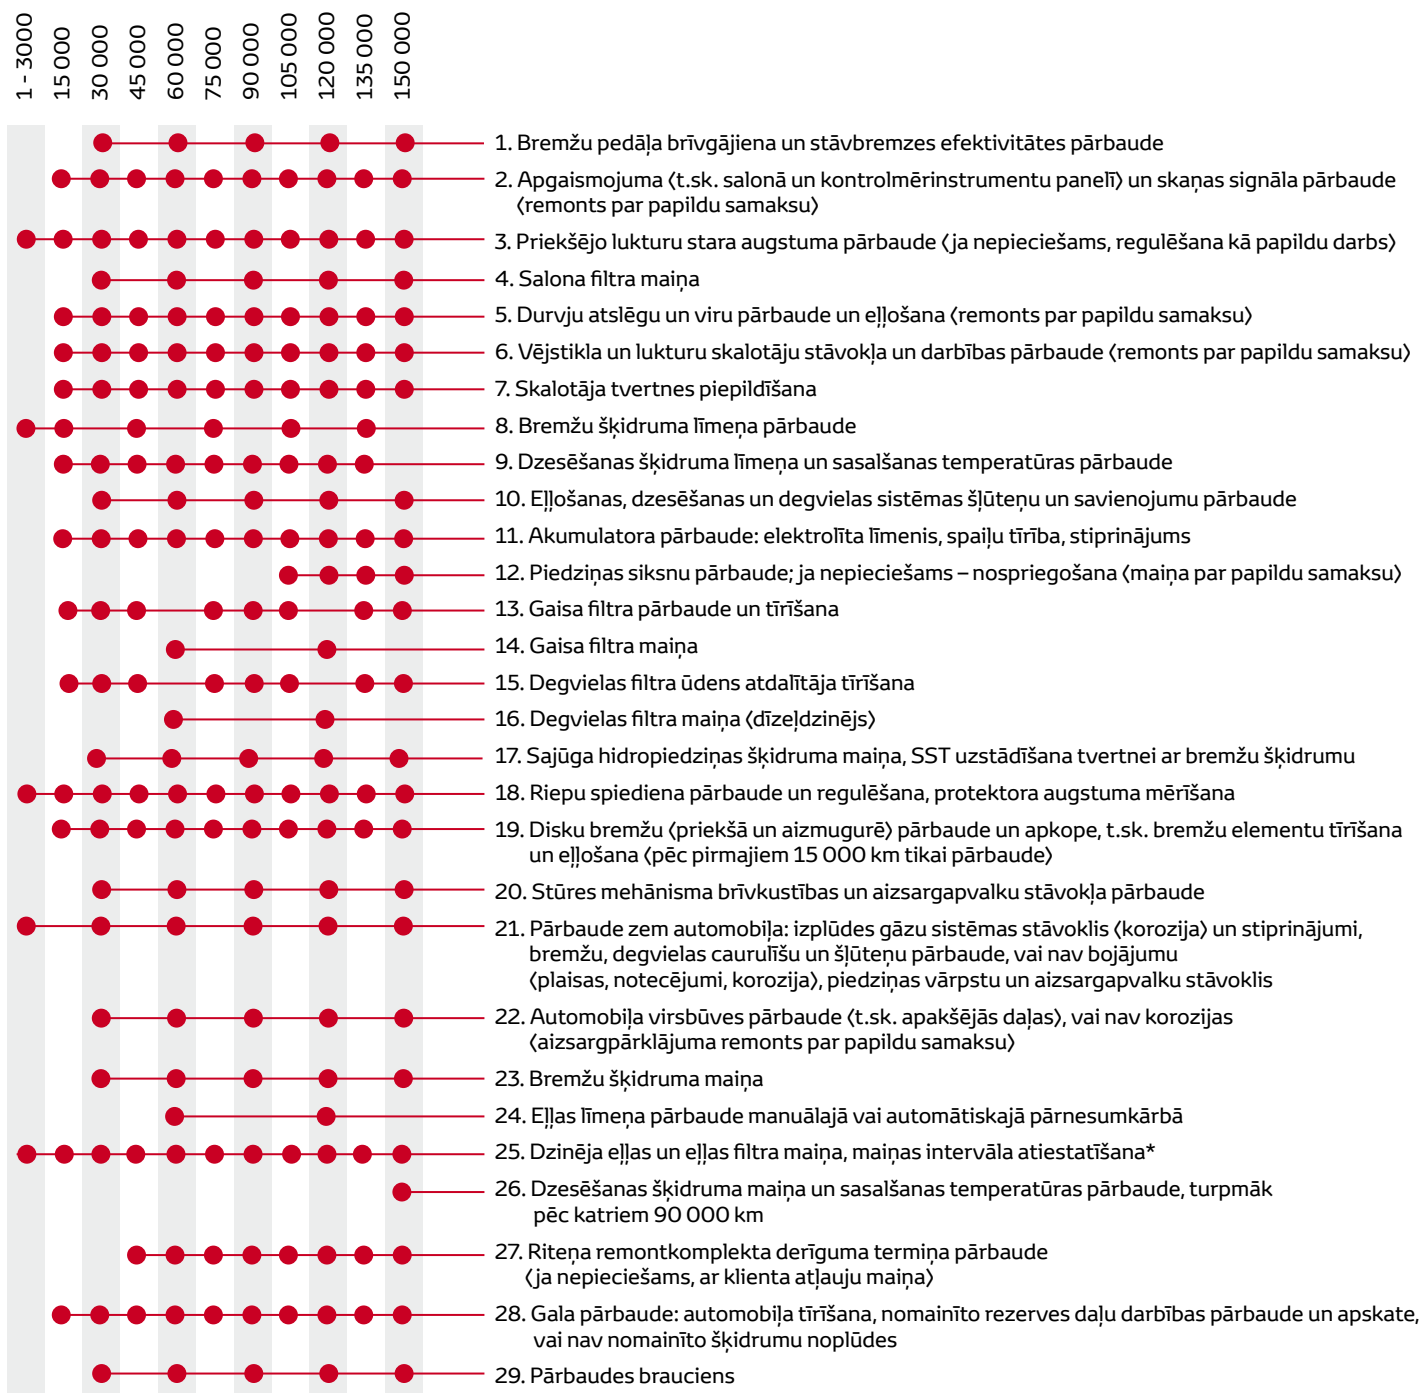 1 - 3000
15 000
30 000
45 000
60 000
75 000
90 000
105 000
120 000
135 000
150 000
1. Bremžu pedāļa brīvgājiena un stāvbremzes efektivitātes pārbaude
2. Apgaismojuma ⟨t.sk. salonā un kontrolmērinstrumentu panelī⟩ un skaņas signāla pārbaude
⟨remonts par papildu samaksu⟩
3. Priekšējo lukturu stara augstuma pārbaude ⟨ja nepieciešams, regulēšana kā papildu darbs⟩
4. Salona filtra maiņa
5. Durvju atslēgu un viru pārbaude un eļļošana ⟨remonts par papildu samaksu⟩
6. Vējstikla un lukturu skalotāju stāvokļa un darbības pārbaude ⟨remonts par papildu samaksu⟩
7. Skalotāja tvertnes piepildīšana
8. Bremžu šķidruma līmeņa pārbaude
9. Dzesēšanas šķidruma līmeņa un sasalšanas temperatūras pārbaude
10. Eļļošanas, dzesēšanas un degvielas sistēmas šļūteņu un savienojumu pārbaude
11. Akumulatora pārbaude: elektrolīta līmenis, spaiļu tīrība, stiprinājums
12. Piedziņas siksnu pārbaude; ja nepieciešams – nospriegošana ⟨maiņa par papildu samaksu⟩
13. Gaisa filtra pārbaude un tīrīšana
14. Gaisa filtra maiņa
15. Degvielas filtra ūdens atdalītāja tīrīšana
16. Degvielas filtra maiņa ⟨dīzeļdzinējs⟩
17. Sajūga hidropiedziņas šķidruma maiņa, SST uzstādīšana tvertnei ar bremžu šķidrumu
18. Riepu spiediena pārbaude un regulēšana, protektora augstuma mērīšana
19. Disku bremžu ⟨priekšā un aizmugurē⟩ pārbaude un apkope, t.sk. bremžu elementu tīrīšana
un eļļošana ⟨pēc pirmajiem 15 000 km tikai pārbaude⟩
20. Stūres mehānisma brīvkustības un aizsargapvalku stāvokļa pārbaude
21. Pārbaude zem automobiļa: izplūdes gāzu sistēmas stāvoklis ⟨korozija⟩ un stiprinājumi,
bremžu, degvielas caurulīšu un šļūteņu pārbaude, vai nav bojājumu
⟨plaisas, notecējumi, korozija⟩, piedziņas vārpstu un aizsargapvalku stāvoklis
22. Automobiļa virsbūves pārbaude ⟨t.sk. apakšējās daļas⟩, vai nav korozijas
⟨aizsargpārklājuma remonts par papildu samaksu⟩
23. Bremžu šķidruma maiņa
24. Eļļas līmeņa pārbaude manuālajā vai automātiskajā pārnesumkārbā
25. Dzinēja eļļas un eļļas filtra maiņa, maiņas intervāla atiestatīšana*
26. Dzesēšanas šķidruma maiņa un sasalšanas temperatūras pārbaude, turpmāk
pēc katriem 90 000 km
27. Riteņa remontkomplekta derīguma termiņa pārbaude
⟨ja nepieciešams, ar klienta atļauju maiņa⟩
28. Gala pārbaude: automobiļa tīrīšana, nomainīto rezerves daļu darbības pārbaude un apskate,
vai nav nomainīto šķidrumu noplūdes
29. Pārbaudes brauciens